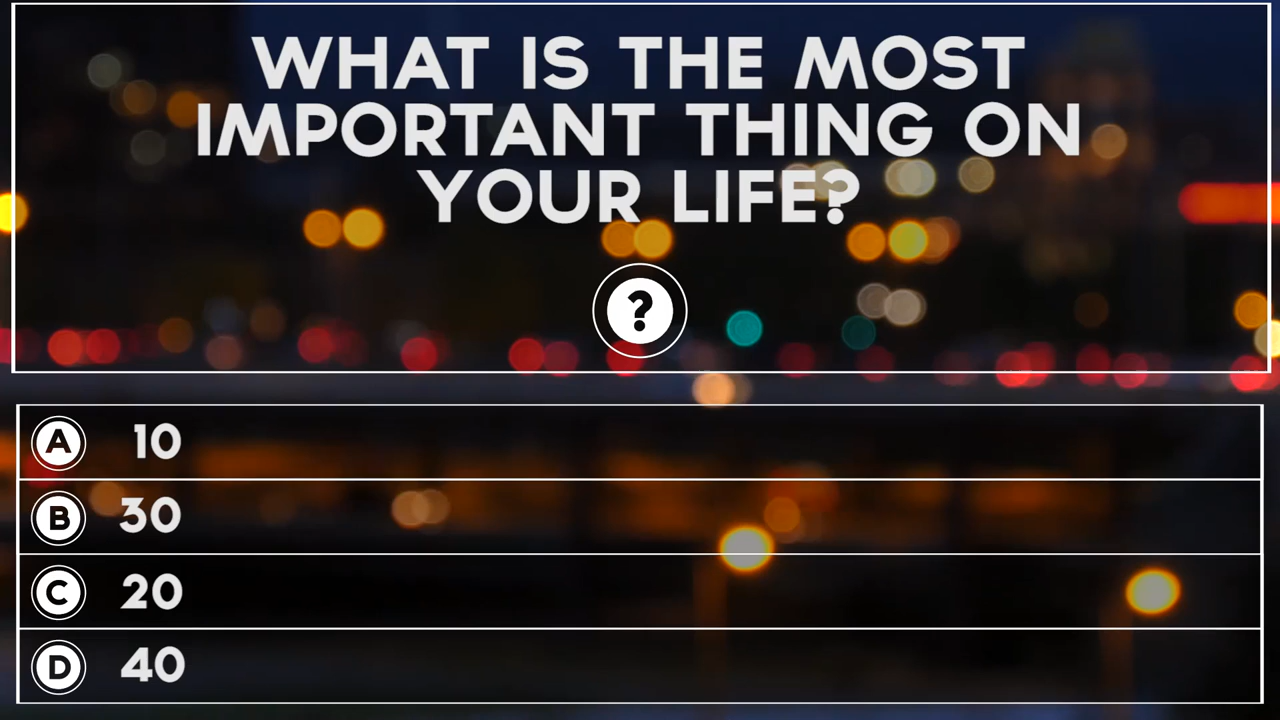 WHAT IS THE MOST
IMPORTANT THING ON
YOUR LIFE?
?
A 10
B 30
C 20
D 40